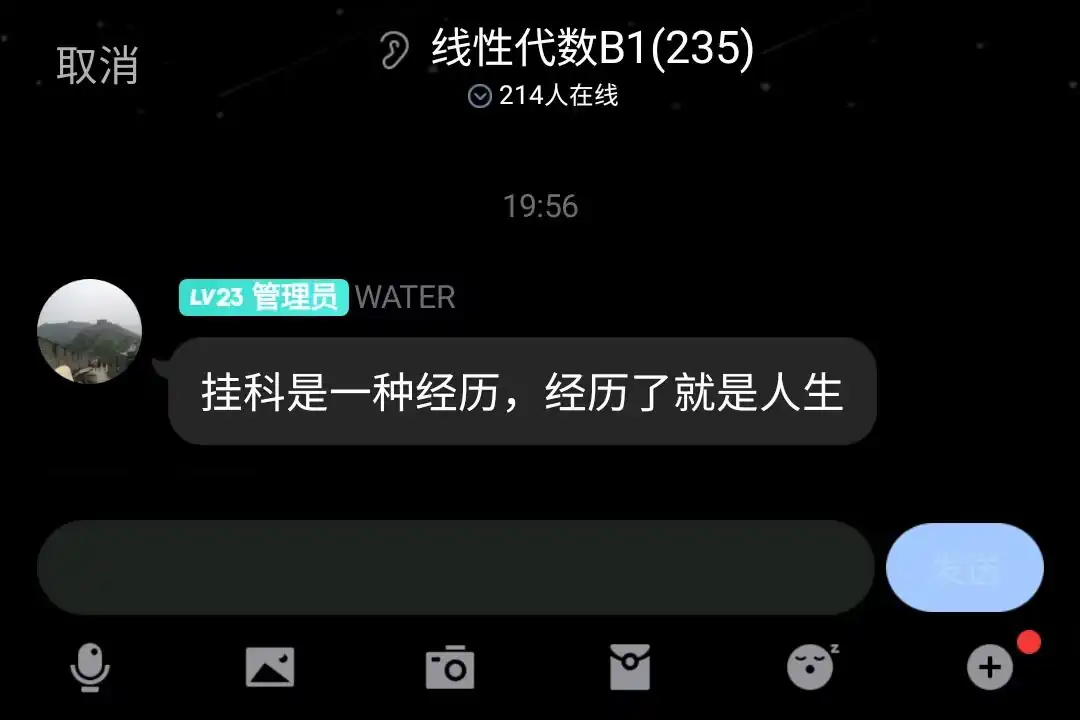 取消
线性代数B1(235)
214人在线
19:56
LV23 管理员 WATER
挂科是一种经历，经历了就是人生
发送
z